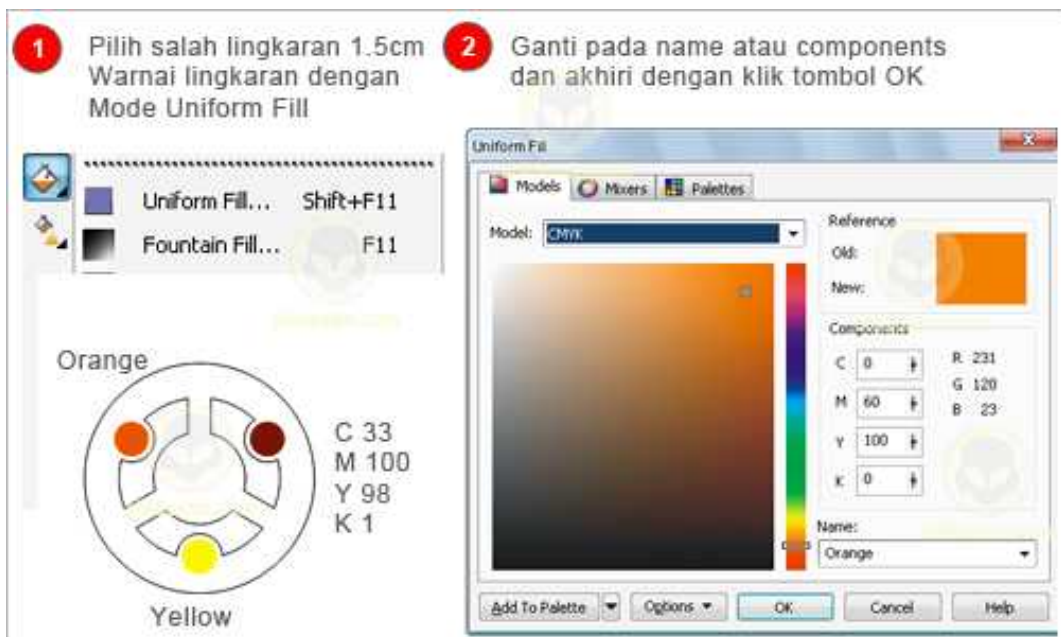 1
Pilih salah lingkaran 1.5cm
Warnai lingkaran dengan
Mode Uniform Fill
Uniform Fill... Shift+F11
Fountain Fill... F11
Orange
C 33
M 100
Y 98
K 1
Yellow
2
Ganti pada name atau components
dan akhiri dengan klik tombol OK
Uniform Fill
Models Mixers Palettes
Model: CMYK
Reference
Old:
New:
Components
C 0 R 231
G 120
M 60 B 23
Y 100
K 0
Name:
Orange
Add To Palette Options OK Cancel Help